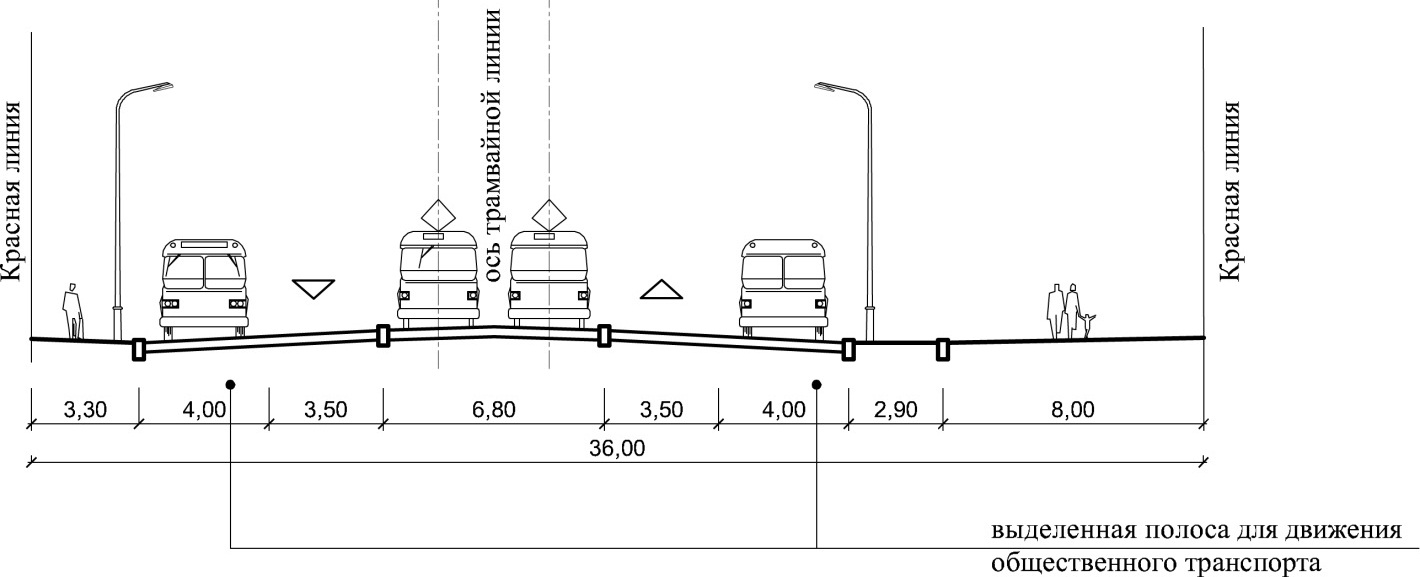 Красная линия
ось трамвайной линии
Красная линия
3,30 4,00 3,50 6,80 3,50 4,00 2,90 8,00
36,00
выделенная полоса для движения
общественного транспорта